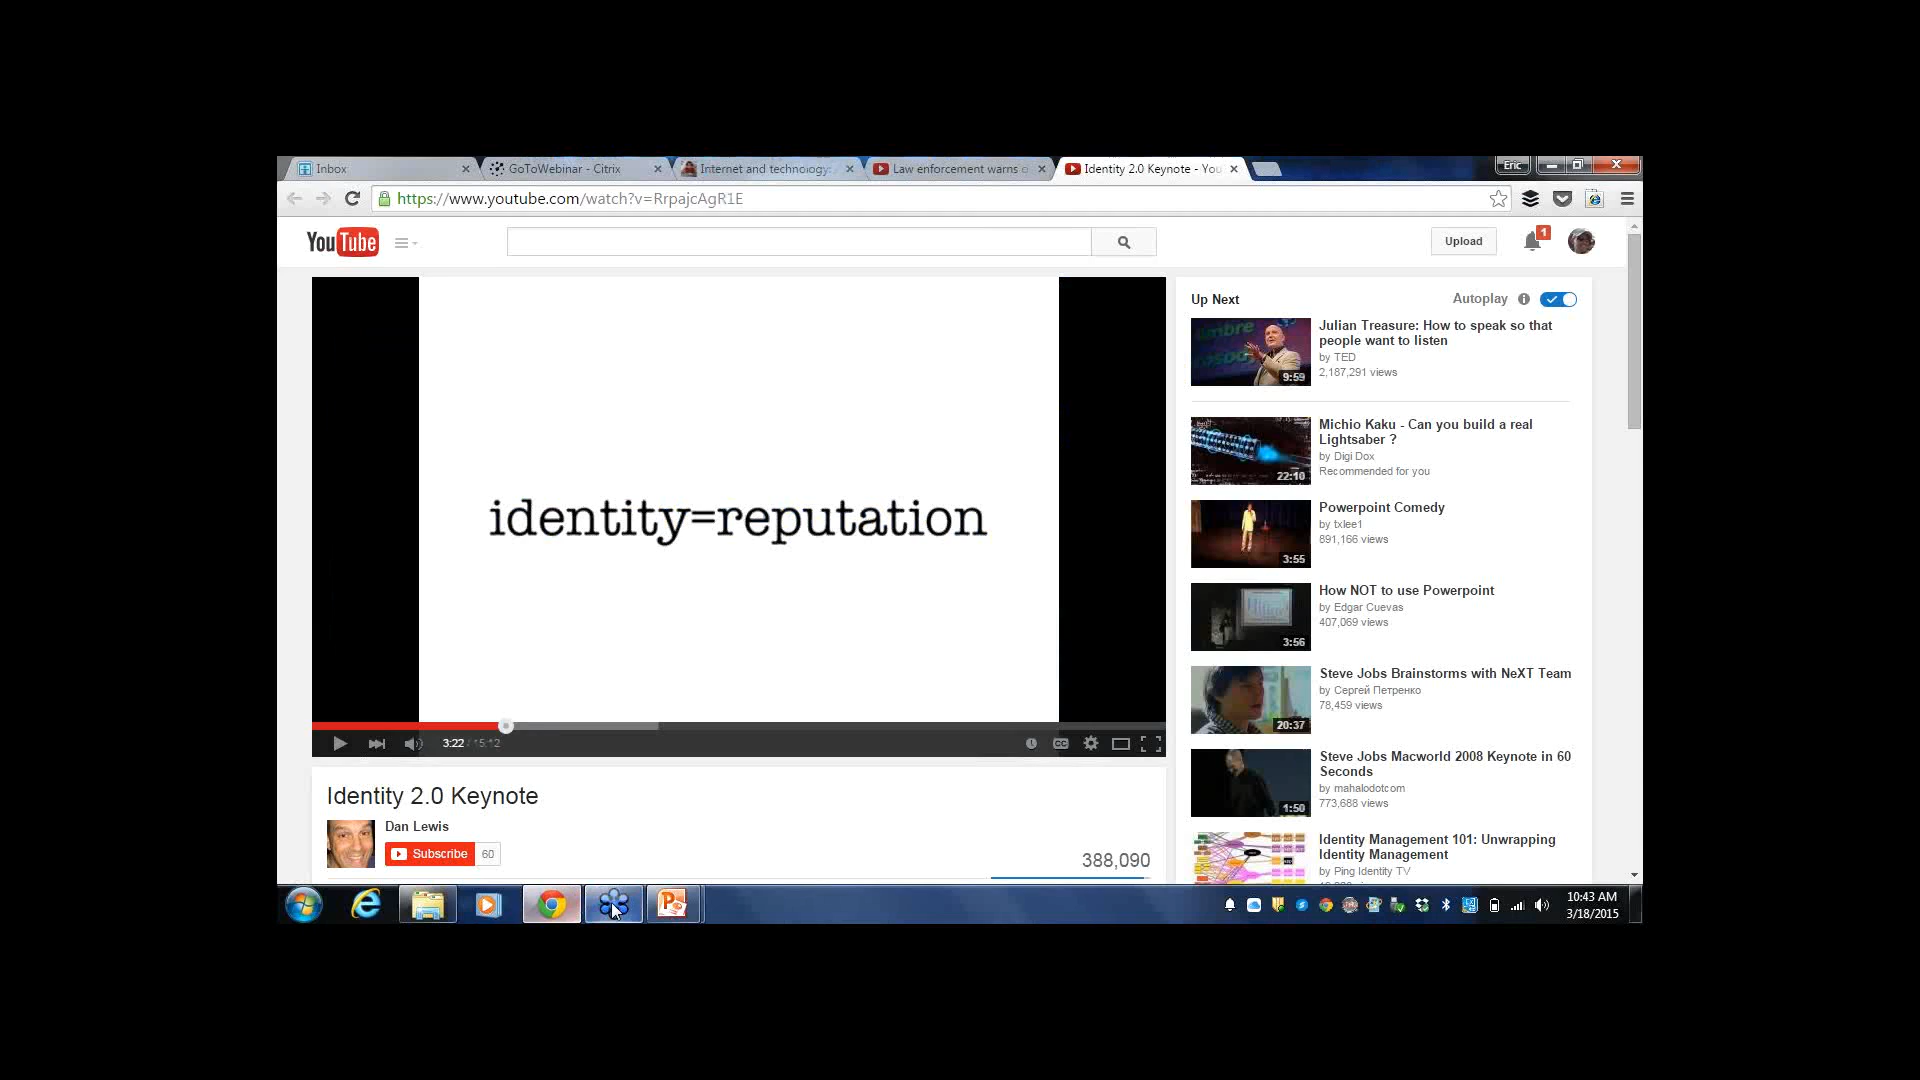 Inbox
GoToWebinar - Citrix
Internet and technology:
Law enforcement warns o
Identity 2.0 Keynote - You
Eric
https://www.youtube.com/watch?v=RrpajcAgR1E
YouTube
Upload
1
identity=reputation
3:22 / 15:12
CC
Identity 2.0 Keynote
Dan Lewis
Subscribe 60
388,090
Up Next
Autoplay
Julian Treasure: How to speak so that
people want to listen
by TED
2,187,291 views
9:59
Michio Kaku - Can you build a real
Lightsaber ?
by Digi Dox
Recommended for you
22:10
Powerpoint Comedy
by txlee1
891,166 views
3:55
How NOT to use Powerpoint
by Edgar Cuevas
407,069 views
3:56
Steve Jobs Brainstorms with NeXT Team
by Сергей Петренко
78,459 views
20:37
Steve Jobs Macworld 2008 Keynote in 60
Seconds
by mahalodotcom
773,688 views
1:50
Identity Management 101: Unwrapping
Identity Management
by Ping Identity TV
10:43 AM
3/18/2015